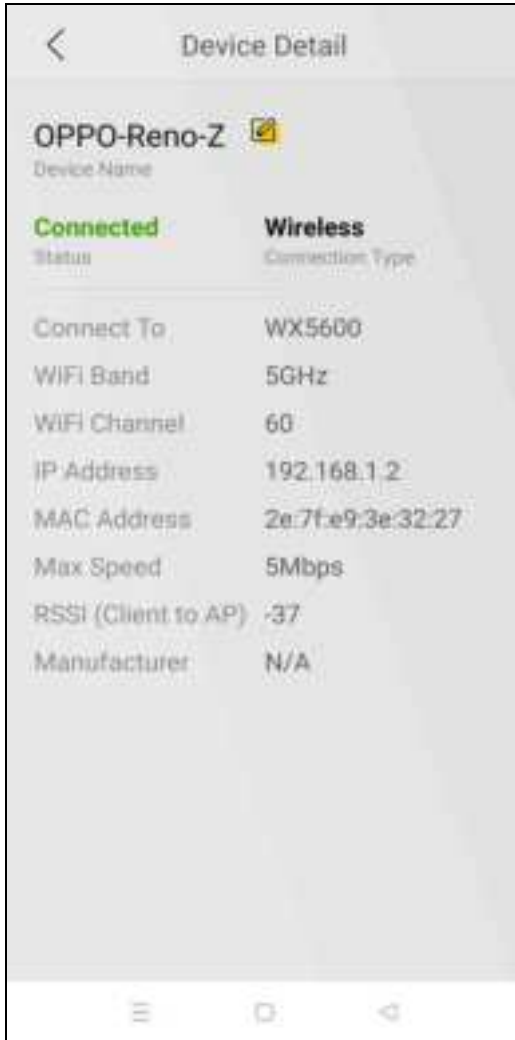 Device Detail
OPPO-Reno-Z
Device Name
Connected Wireless
Status Connection Type
Connect To WX5600
WiFi Band 5GHz
WiFi Channel 60
IP Address 192.168.1.2
MAC Address 2e:7f:e9:3e:32:27
Max Speed 5Mbps
RSSI (Client to AP) -37
Manufacturer N/A